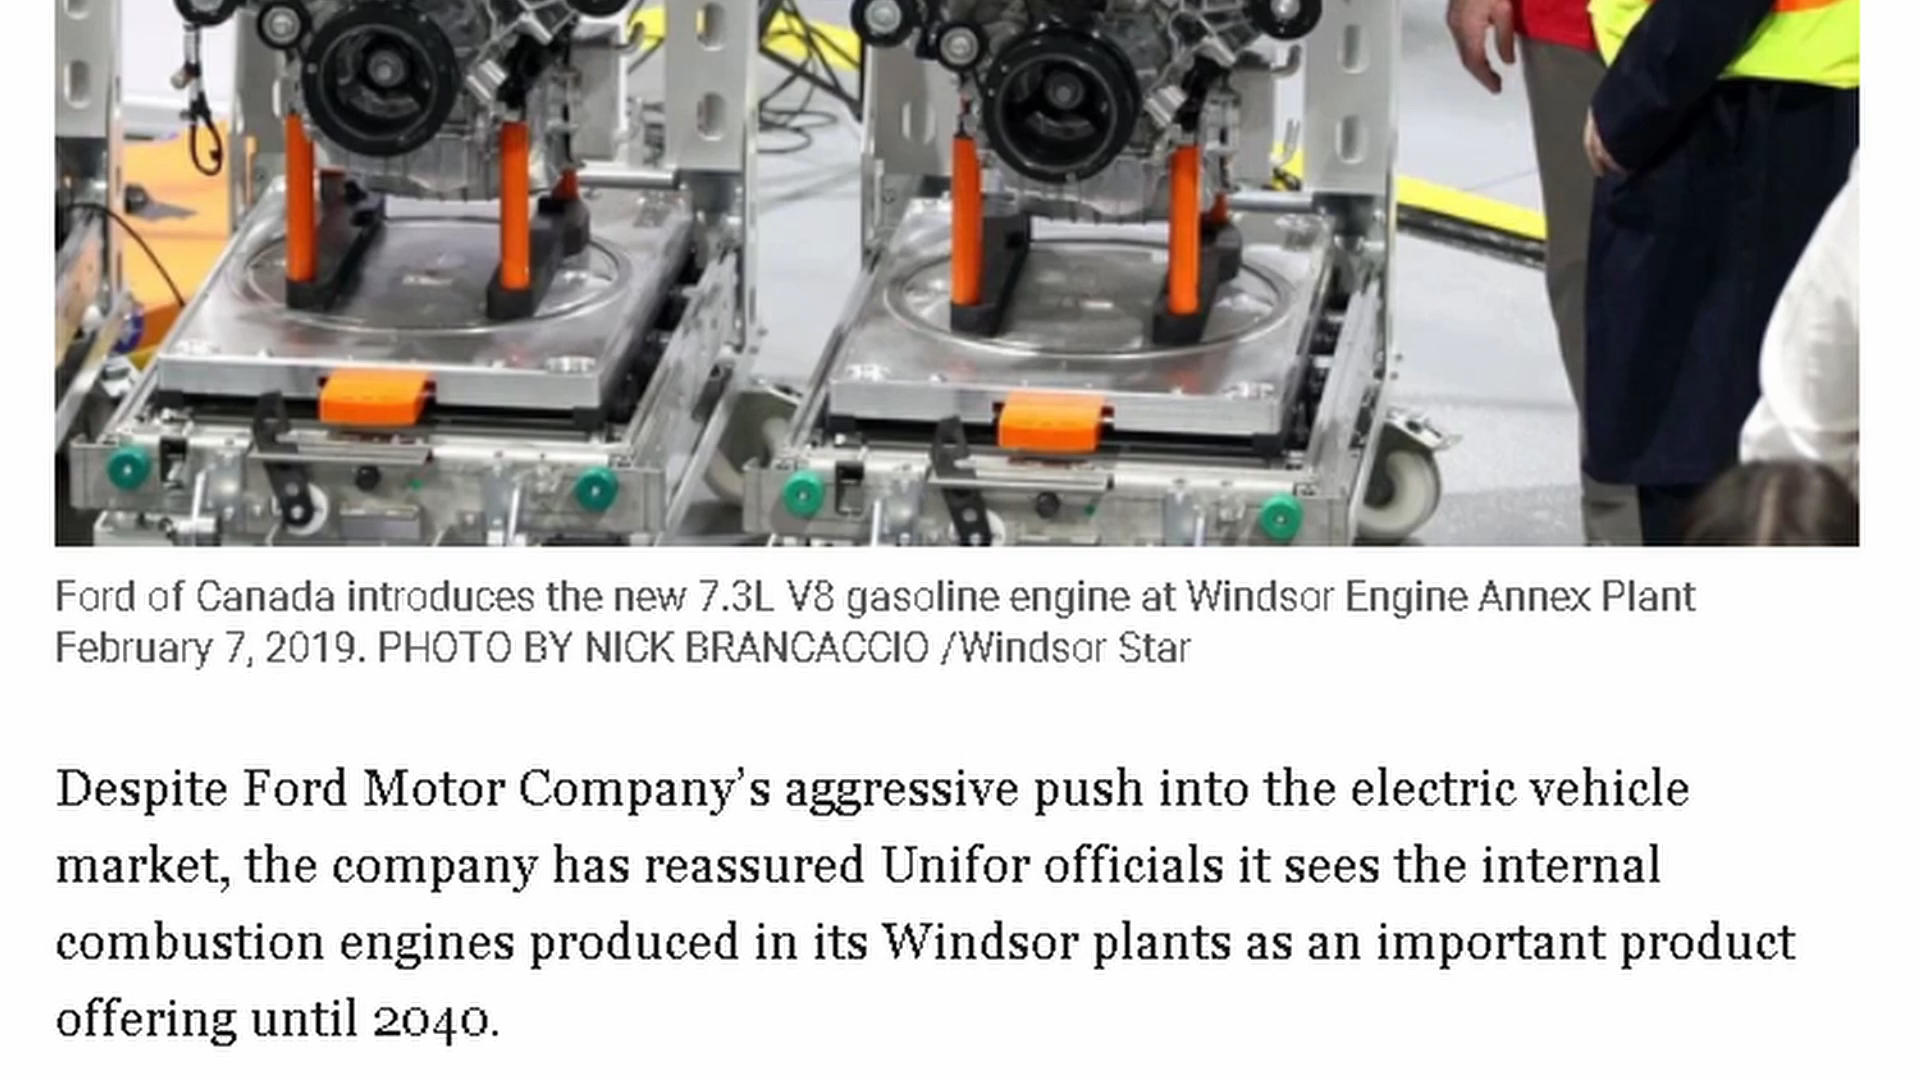 Ford of Canada introduces the new 7.3L V8 gasoline engine at Windsor Engine Annex Plant
February 7, 2019. PHOTO BY NICK BRANCACCIO /Windsor Star
Despite Ford Motor Company’s aggressive push into the electric vehicle
market, the company has reassured Unifor officials it sees the internal
combustion engines produced in its Windsor plants as an important product
offering until 2040.